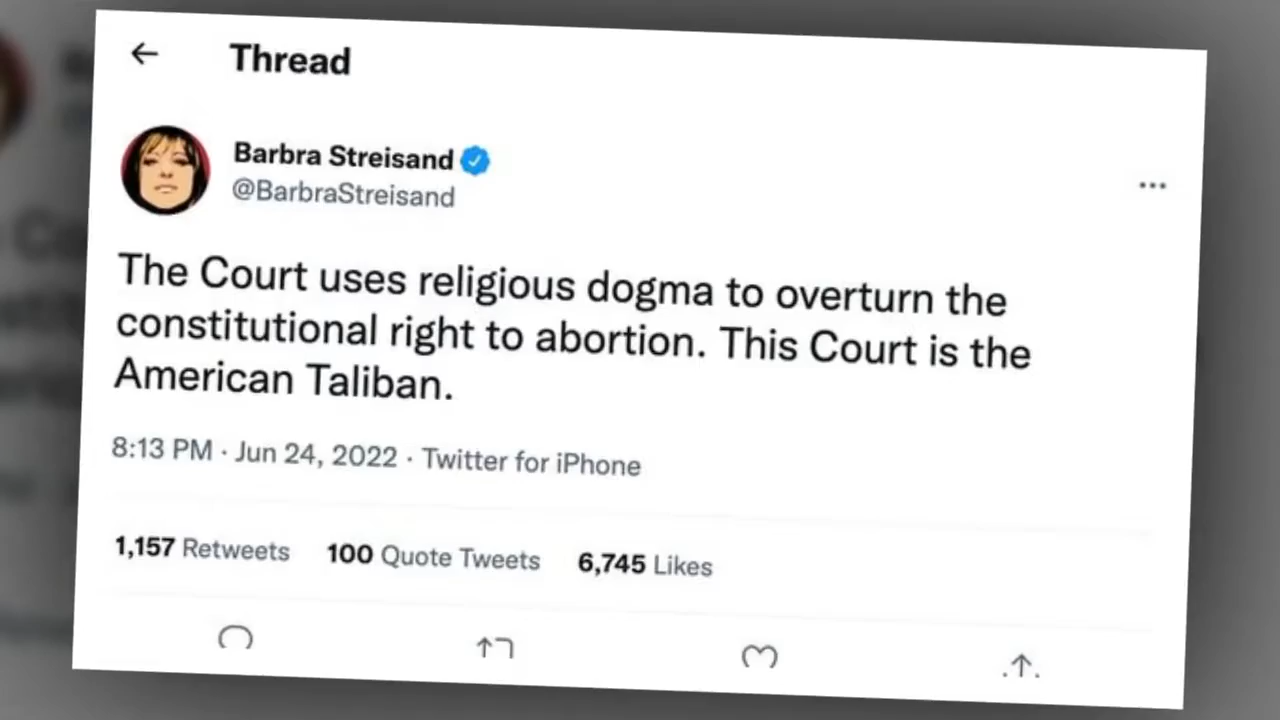 Thread
Barbra Streisand
@BarbraStreisand
The Court uses religious dogma to overturn the
constitutional right to abortion. This Court is the
American Taliban.
8:13 PM · Jun 24, 2022 · Twitter for iPhone
1,157 Retweets 100 Quote Tweets 6,745 Likes